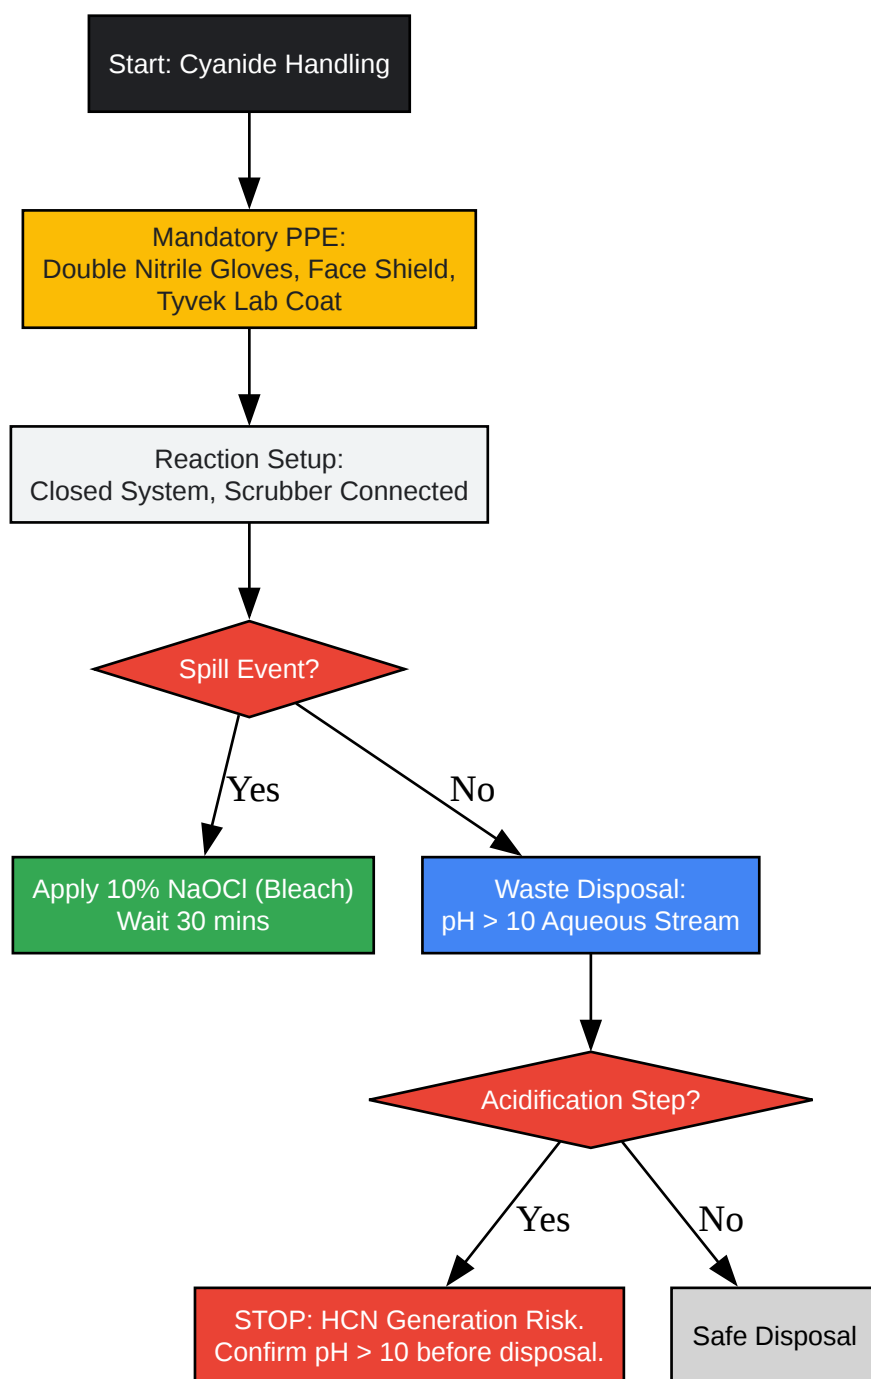 Start: Cyanide Handling
Mandatory PPE:
Double Nitrile Gloves, Face Shield,
Tyvek Lab Coat
Reaction Setup:
Closed System, Scrubber Connected
Spill Event?
Yes
No
Apply 10% NaOCl (Bleach)
Wait 30 mins
Waste Disposal:
pH > 10 Aqueous Stream
Acidification Step?
Yes
No
STOP: HCN Generation Risk.
Confirm pH > 10 before disposal.
Safe Disposal